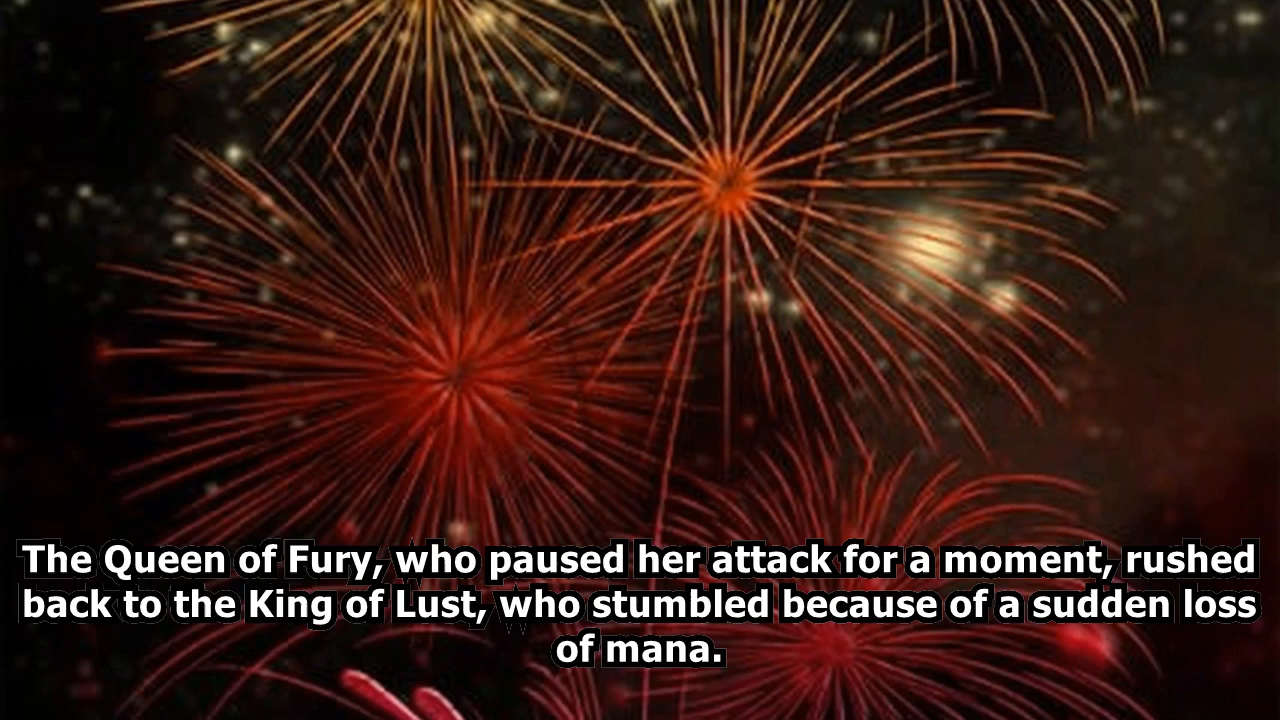 The Queen of Fury, who paused her attack for a moment, rushed
back to the King of Lust, who stumbled because of a sudden loss
of mana.